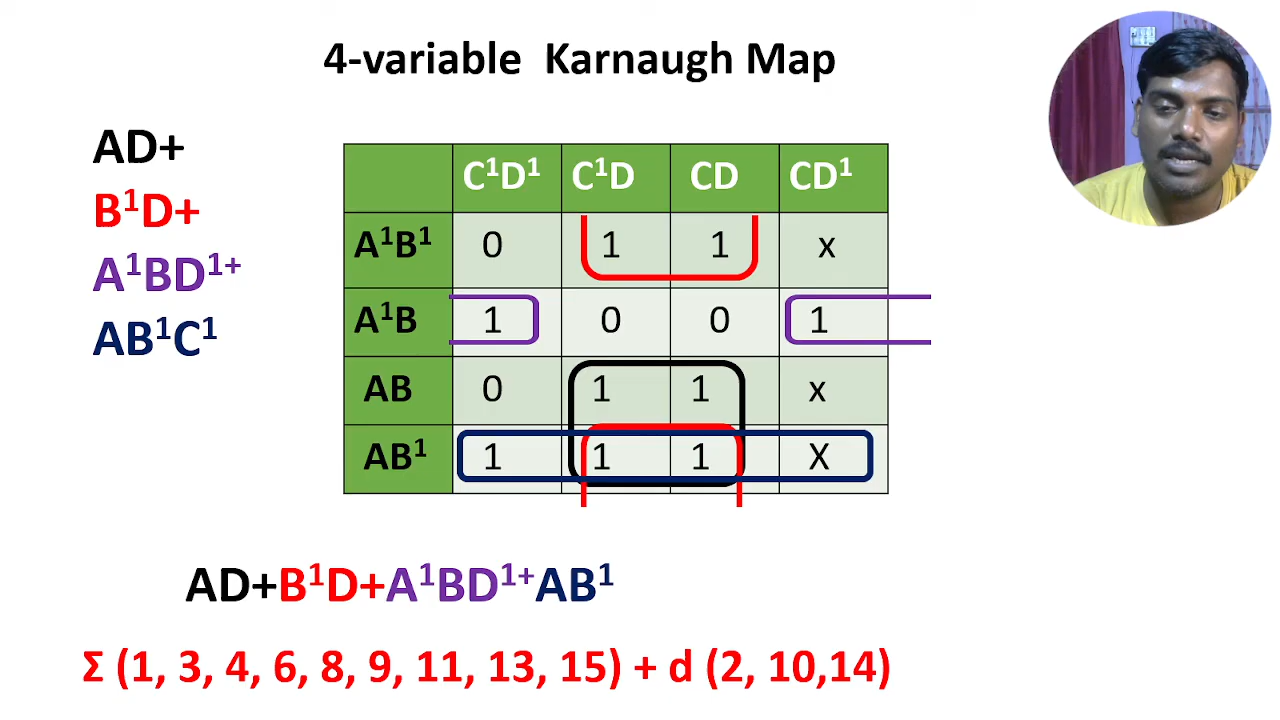 4-variable Karnaugh Map
AD+
B¹D+
A¹BD¹⁺
AB¹C¹
C¹D¹ C¹D CD CD¹
A¹B¹ 0 1 1 x
A¹B 1 0 0 1
AB 0 1 1 x
AB¹ 1 1 1 X
AD+B¹D+A¹BD¹⁺AB¹
Σ (1, 3, 4, 6, 8, 9, 11, 13, 15) + d (2, 10,14)